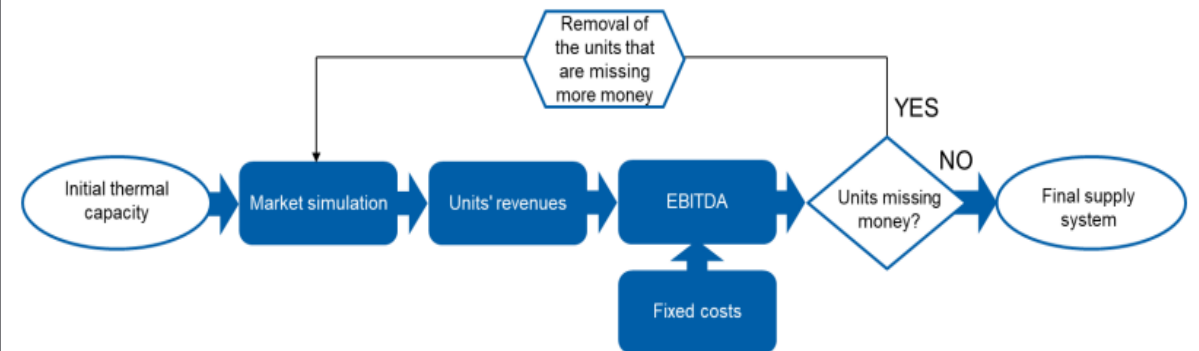 Removal of
the units that
are missing
more money
YES
Initial thermal
capacity
Market simulation
Units' revenues
EBITDA
Units missing
money?
NO
Final supply
system
Fixed costs